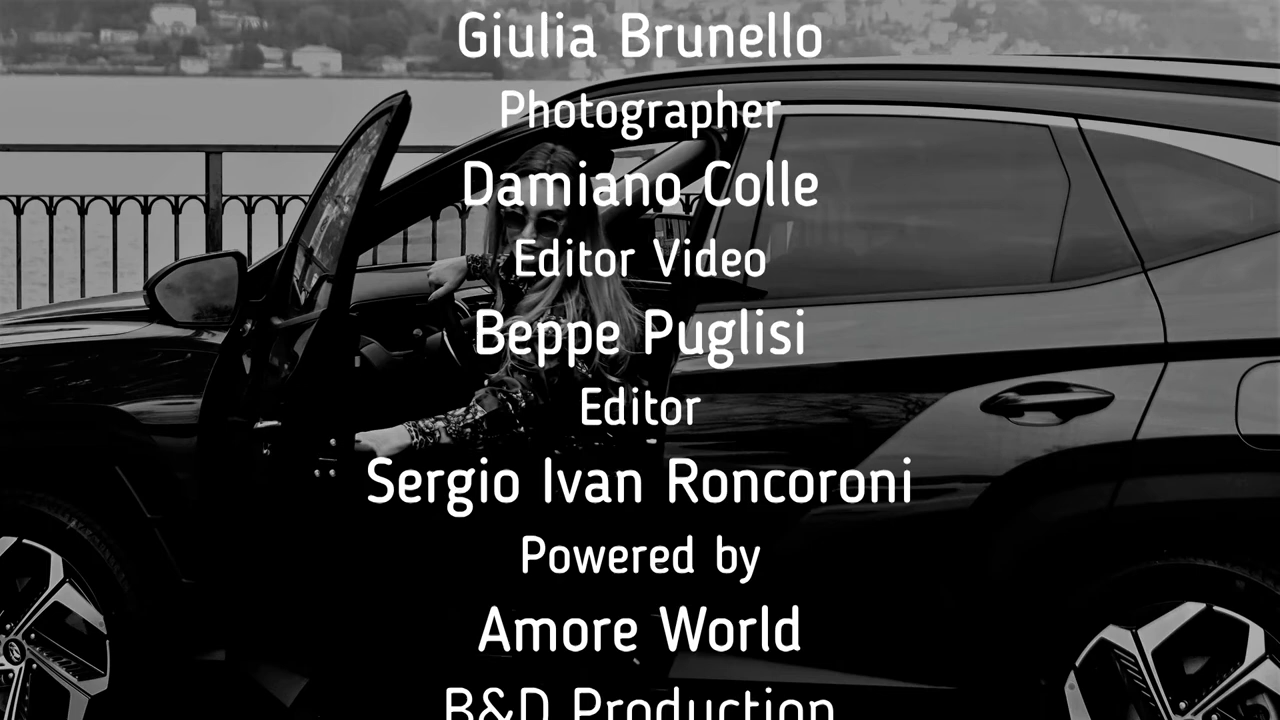 Giulia Brunello
Photographer
Damiano Colle
Editor Video
Beppe Puglisi
Editor
Sergio Ivan Roncoroni
Powered by
Amore World
B&D Production